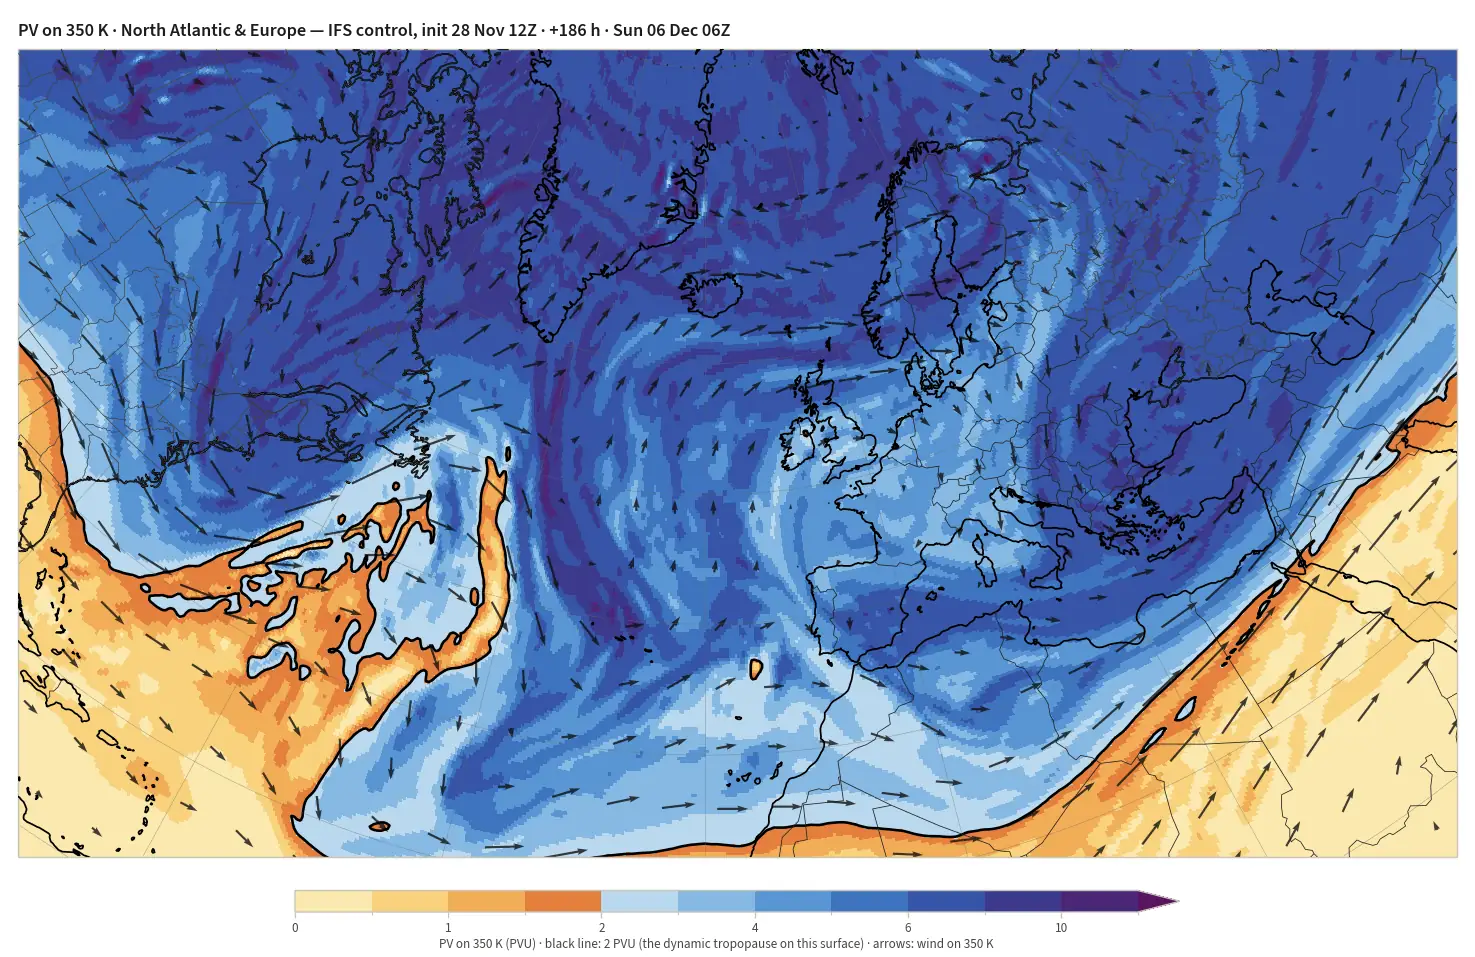 PV on 350 K · North Atlantic & Europe — IFS control, init 28 Nov 12Z · +186 h · Sun 06 Dec 06Z
0 1 2 4 6 10
PV on 350 K (PVU) · black line: 2 PVU (the dynamic tropopause on this surface) · arrows: wind on 350 K